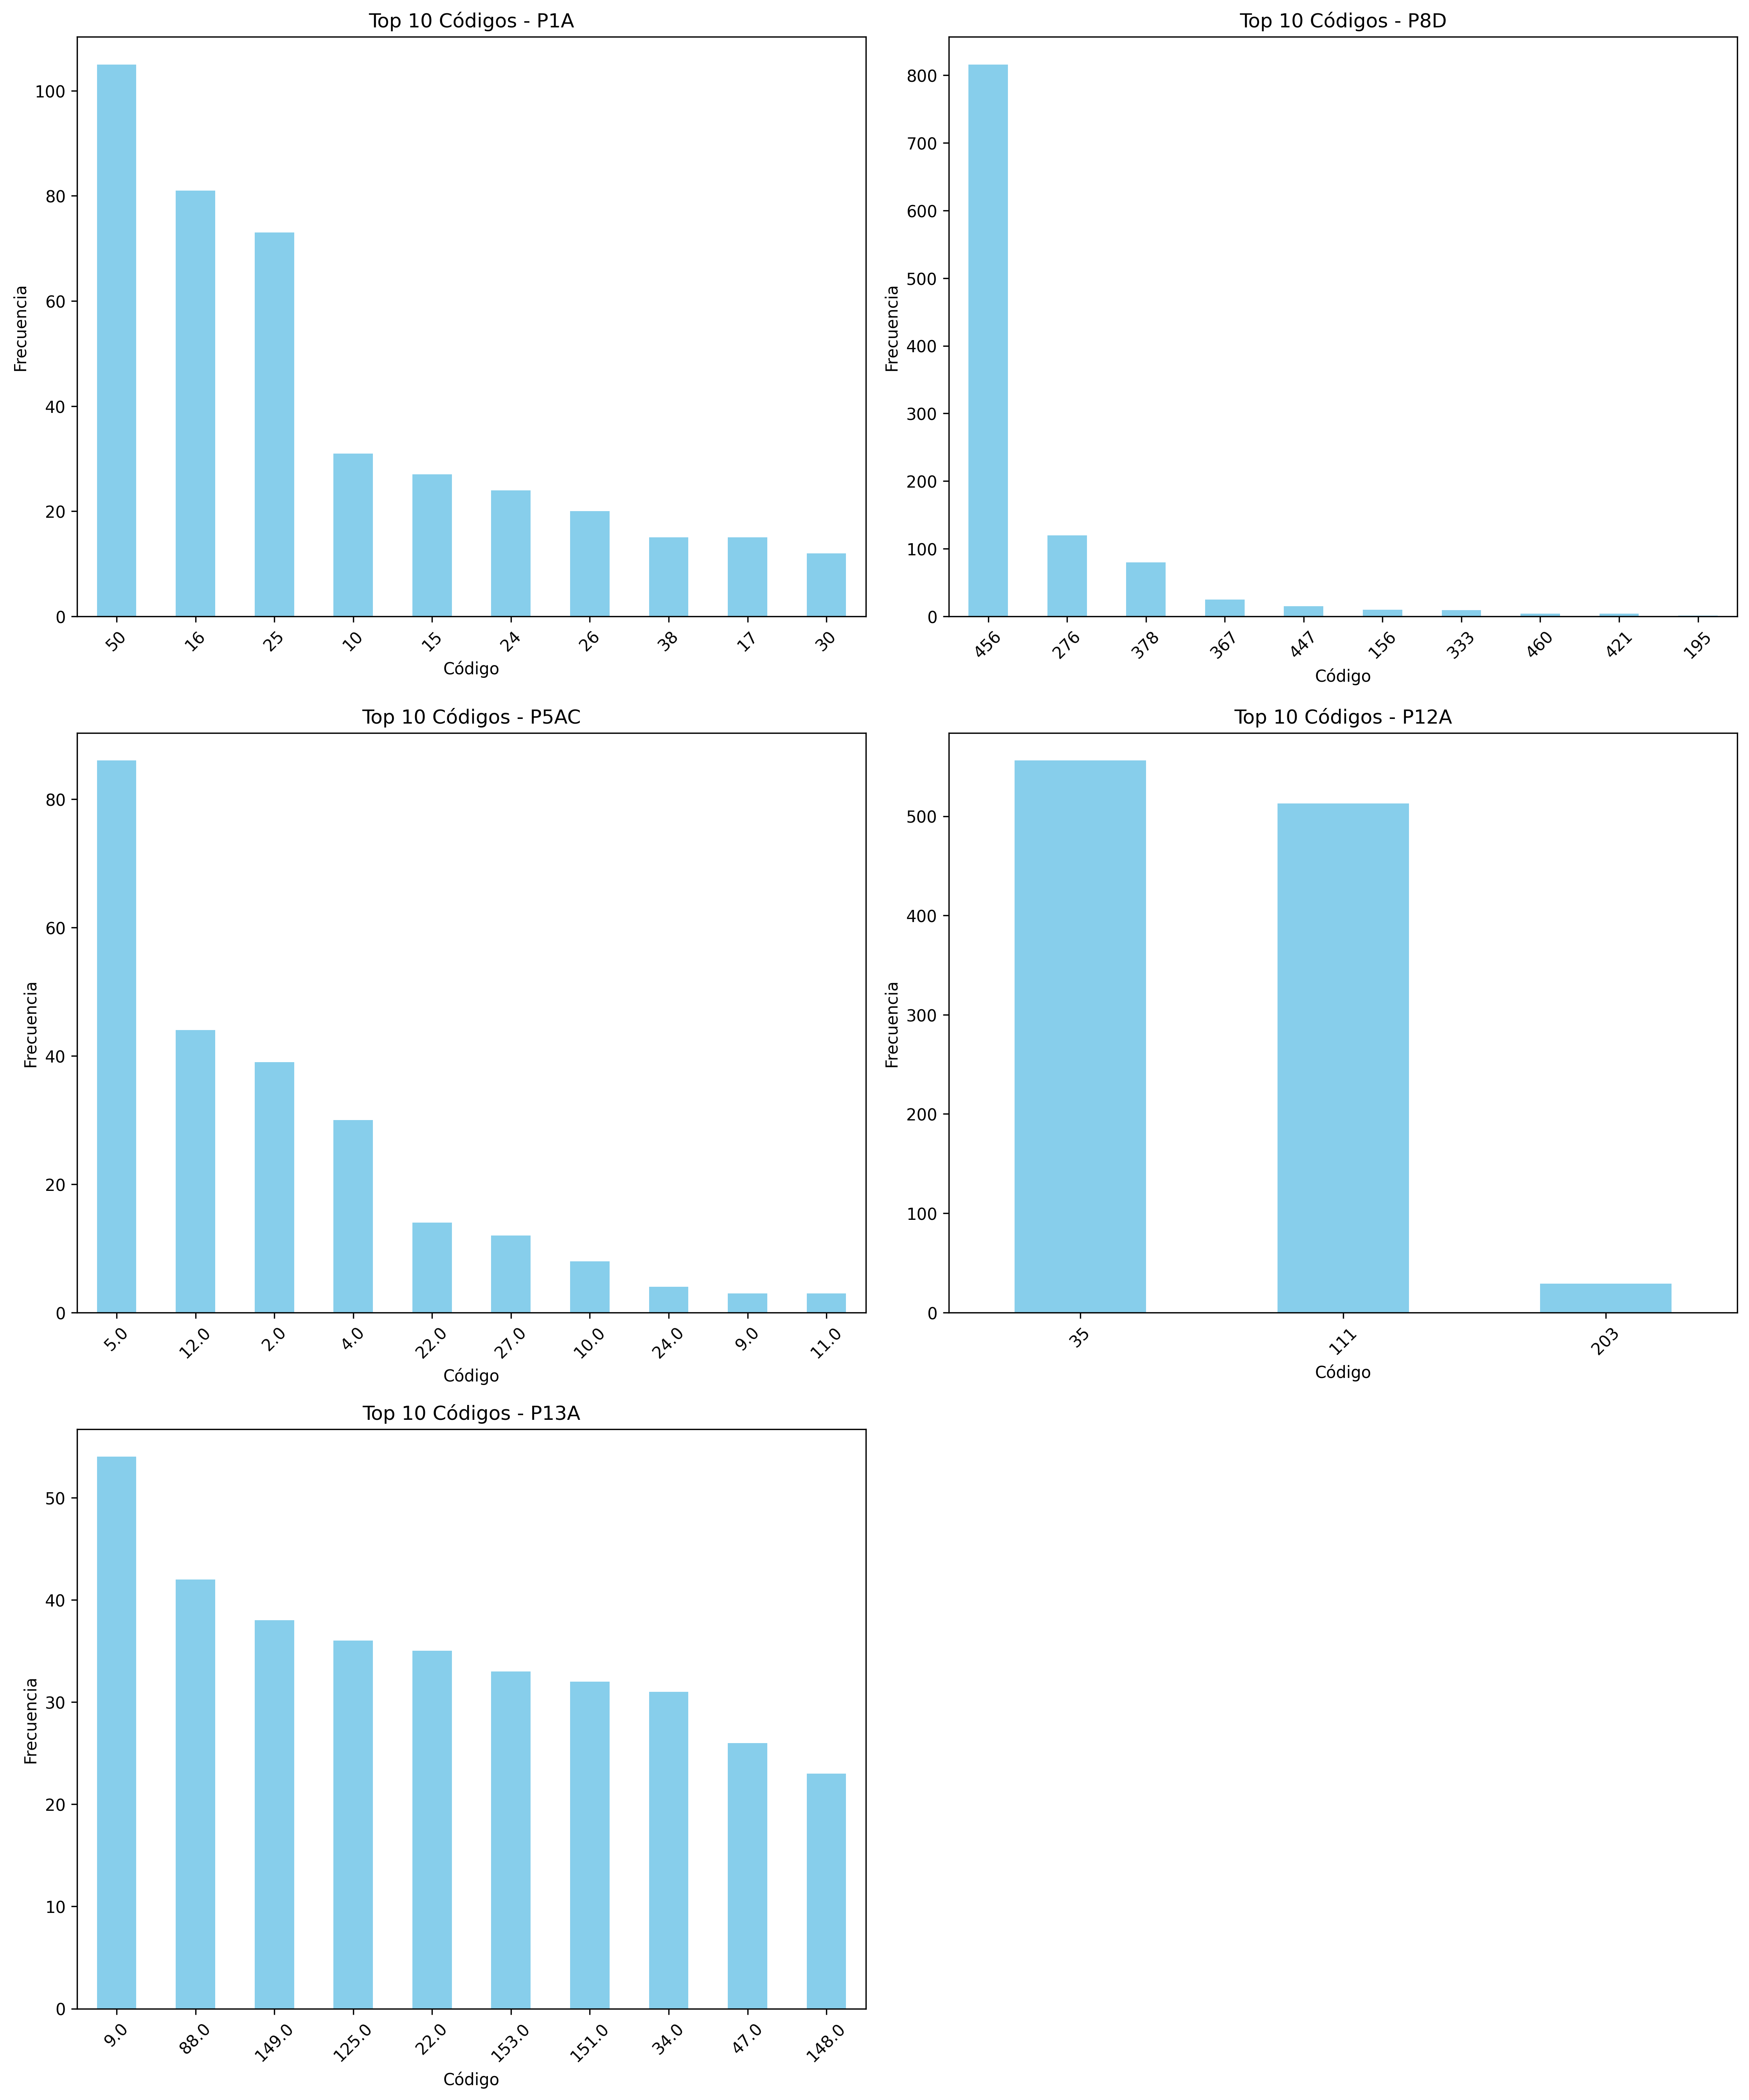 Top 10 Códigos - P1A
Frecuencia
100
80
60
40
20
0
50 16 25 10 15 24 26 38 17 30
Código
Top 10 Códigos - P8D
Frecuencia
800
700
600
500
400
300
200
100
0
456 276 378 367 447 156 333 460 421 195
Código
Top 10 Códigos - P5AC
Frecuencia
80
60
40
20
0
5.0 12.0 2.0 4.0 22.0 27.0 10.0 24.0 9.0 11.0
Código
Top 10 Códigos - P12A
Frecuencia
500
400
300
200
100
0
35 111 203
Código
Top 10 Códigos - P13A
Frecuencia
50
40
30
20
10
0
9.0 88.0 149.0 125.0 22.0 153.0 151.0 34.0 47.0 148.0
Código